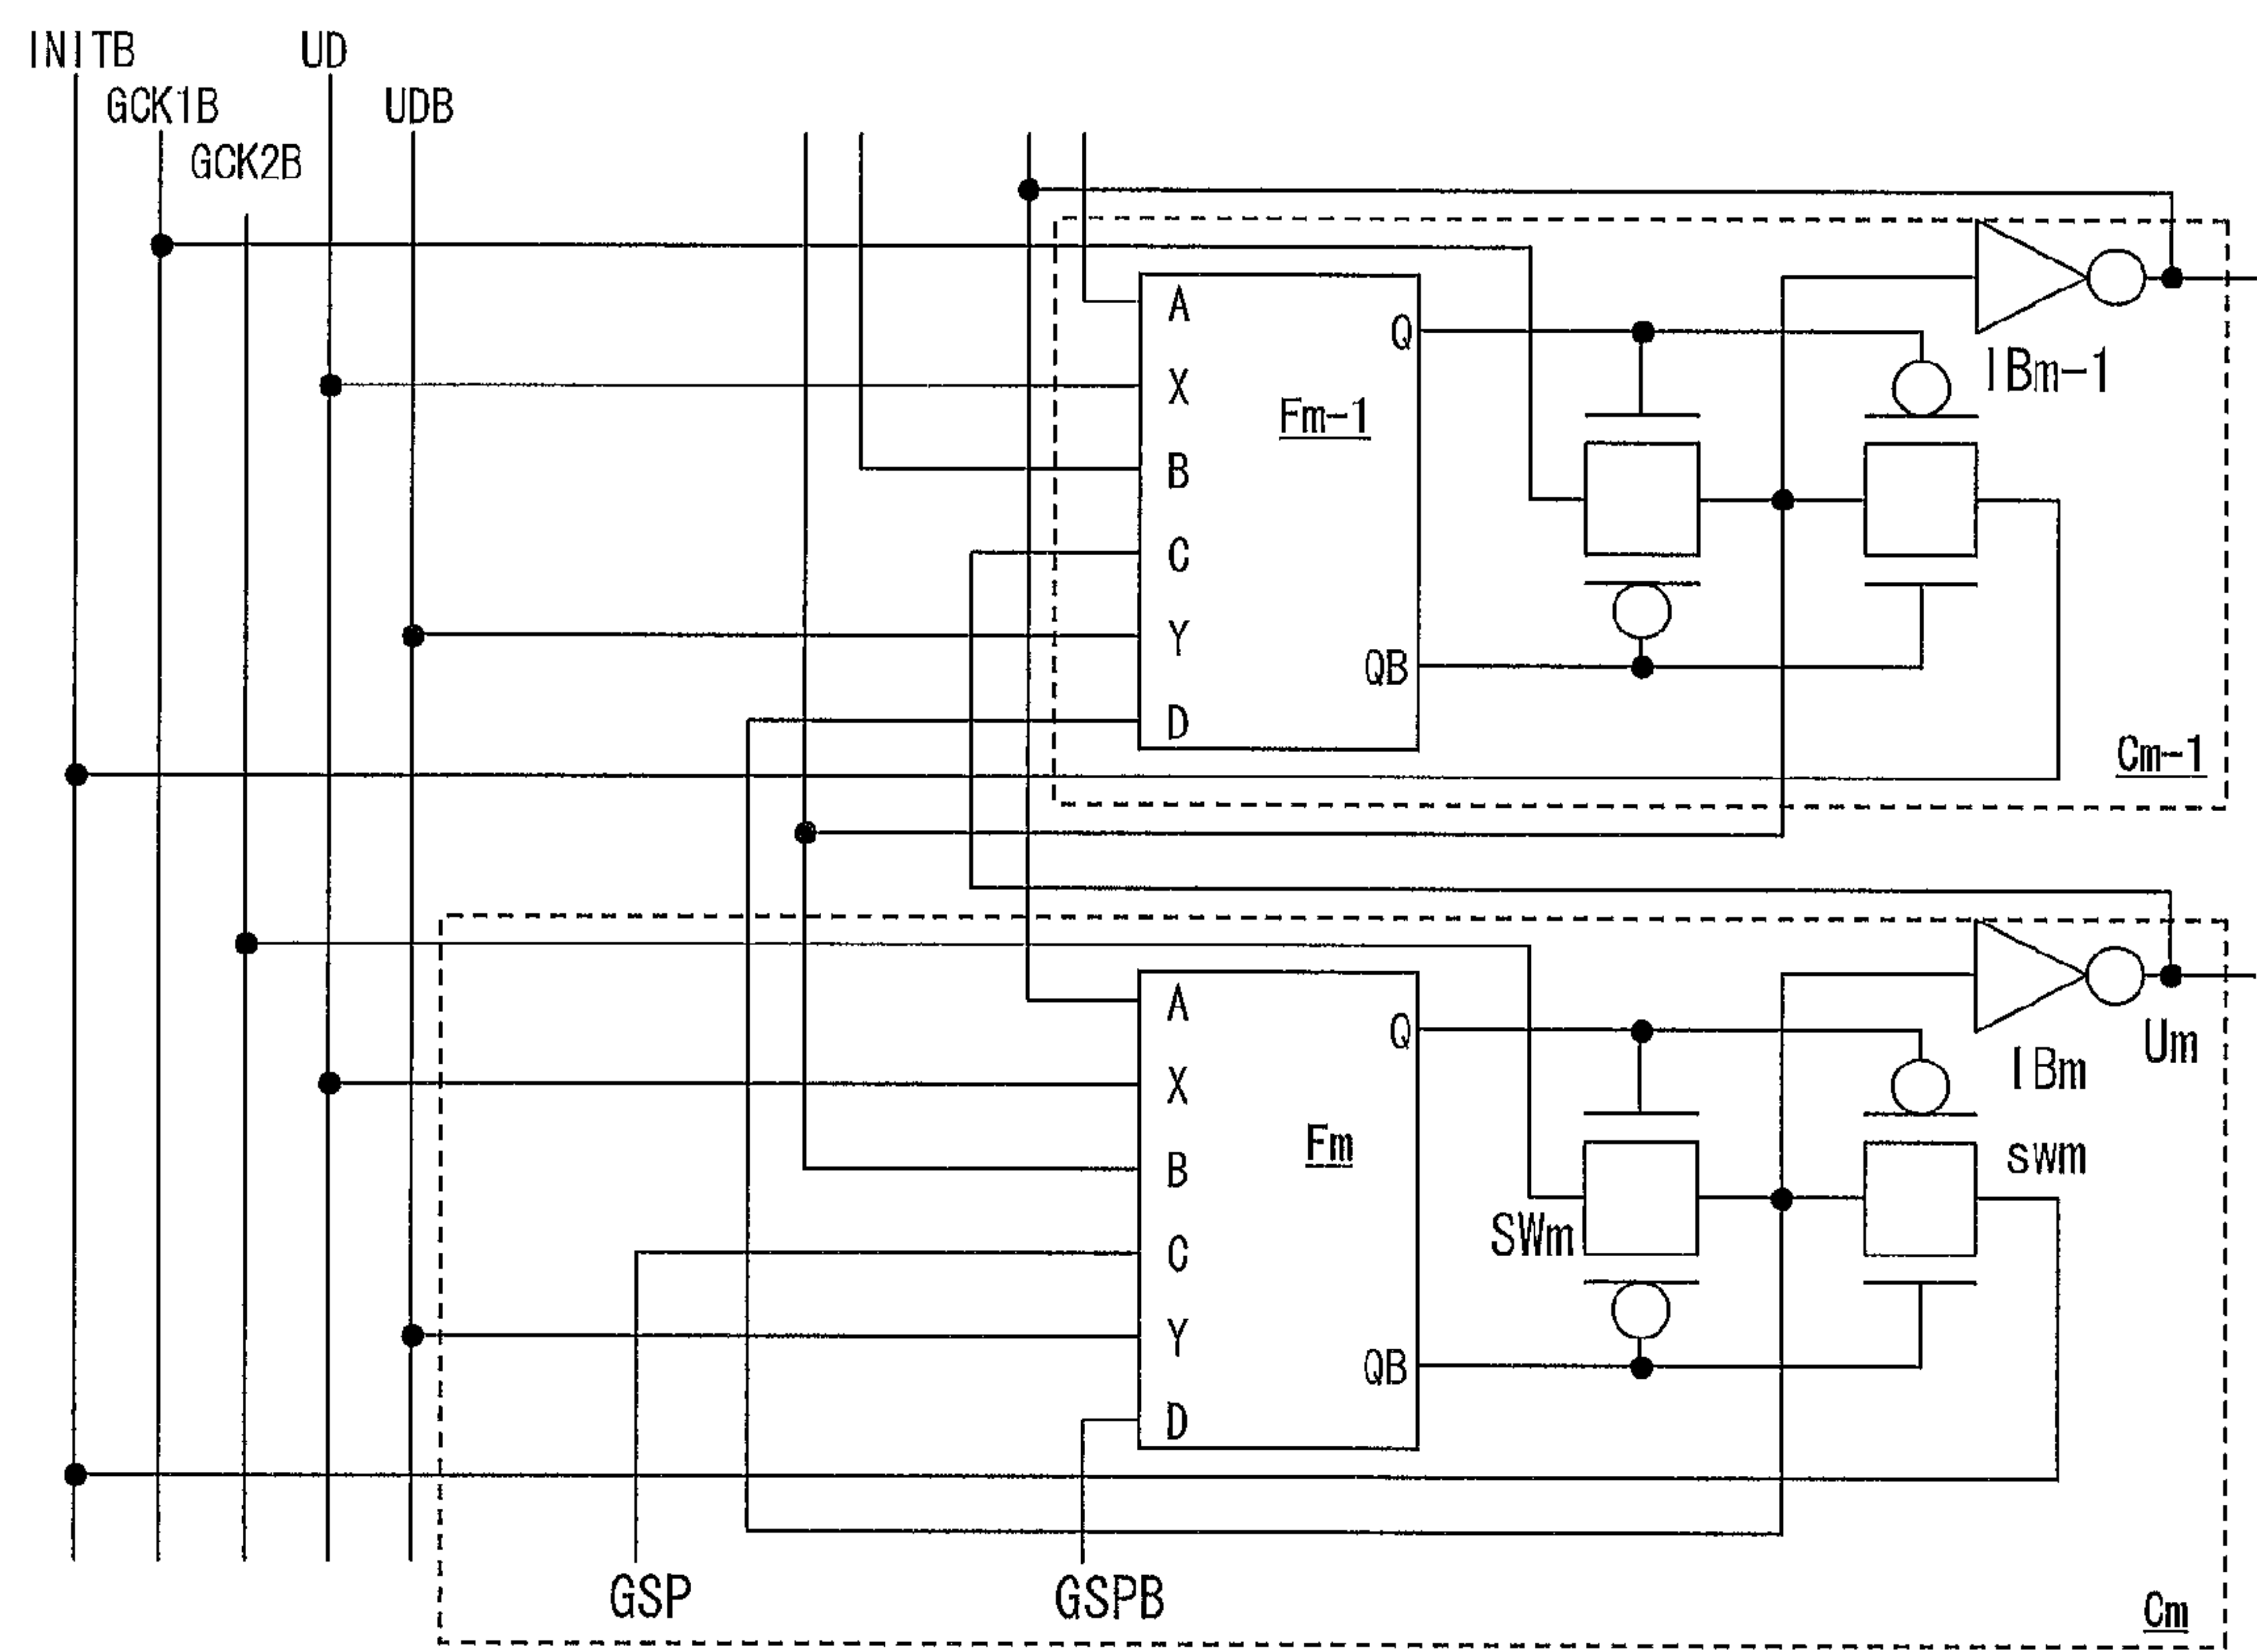 INITB
UD
GCK1B
UDB
GCK2B
A
Q
X
IBm-1
Fm-1
B
C
Y
QB
D
Cm-1
A
Q
Um
X
IBm
Fm
swm
B
SWm
C
Y
QB
D
GSP
GSPB
Cm